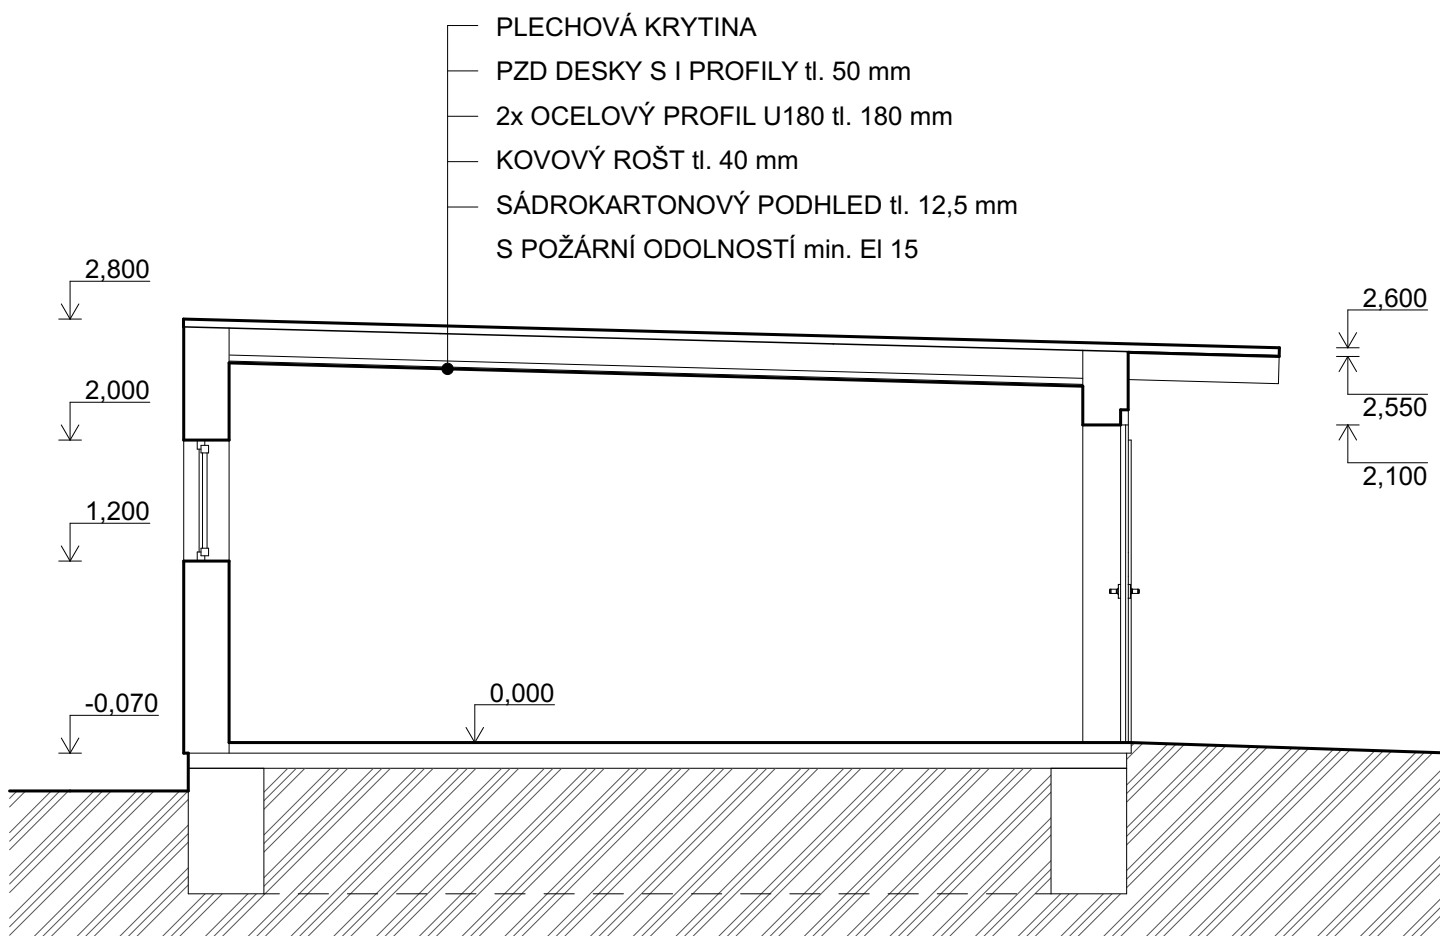 PLECHOVÁ KRYTINA
PZD DESKY S I PROFILY tl. 50 mm
2x OCELOVÝ PROFIL U180 tl. 180 mm
KOVOVÝ ROŠT tl. 40 mm
SÁDROKARTONOVÝ PODHLED tl. 12,5 mm
S POŽÁRNÍ ODOLNOSTÍ min. EI 15
2,800
2,600
2,000
2,550
2,100
1,200
-0,070
0,000